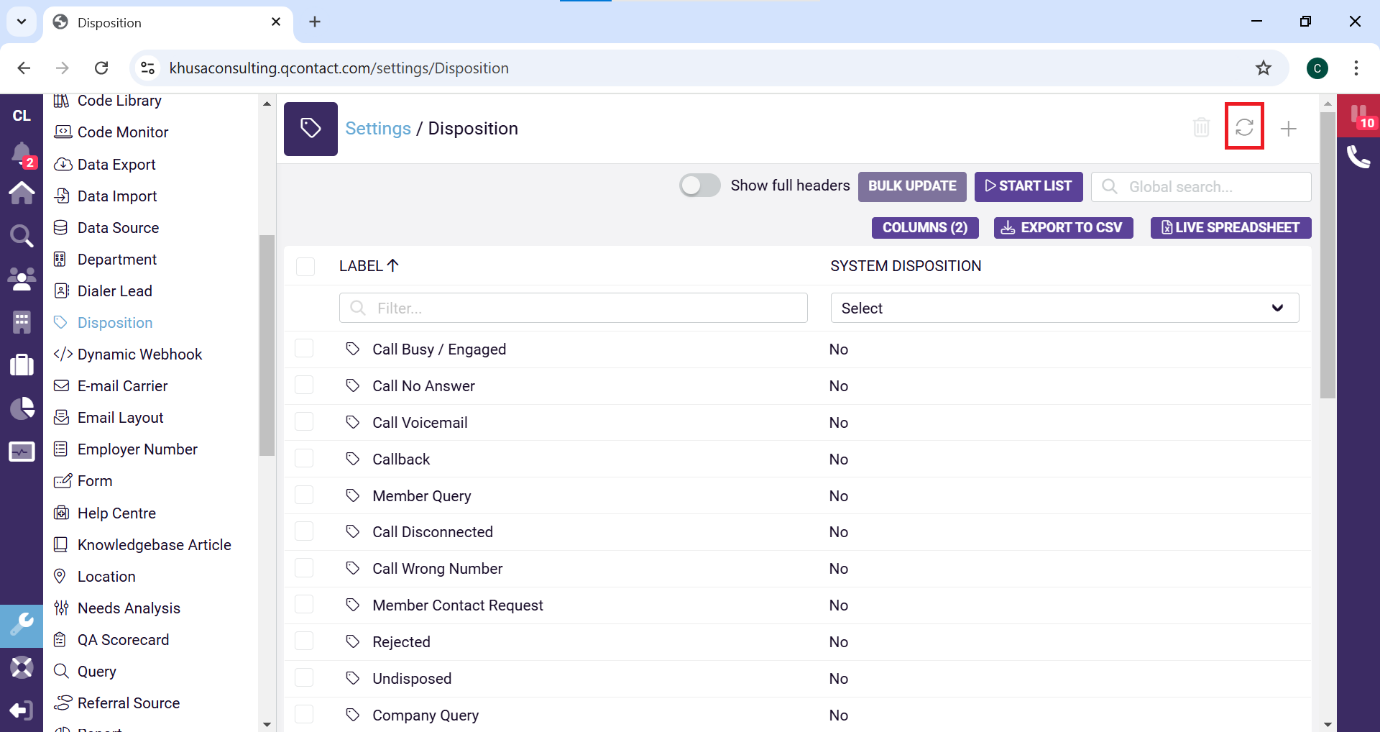 Disposition
khusaconsulting.qcontact.com/settings/Disposition
C
CL
2
Code Library
Code Monitor
Data Export
Data Import
Data Source
Department
Dialer Lead
Disposition
Dynamic Webhook
E-mail Carrier
Email Layout
Employer Number
Form
Help Centre
Knowledgebase Article
Location
Needs Analysis
QA Scorecard
Query
Referral Source
Report
Settings / Disposition
10
Show full headers BULK UPDATE START LIST Global search...
COLUMNS (2) EXPORT TO CSV LIVE SPREADSHEET
LABEL SYSTEM DISPOSITION
Filter... Select
Call Busy / Engaged No
Call No Answer No
Call Voicemail No
Callback No
Member Query No
Call Disconnected No
Call Wrong Number No
Member Contact Request No
Rejected No
Undisposed No
Company Query No